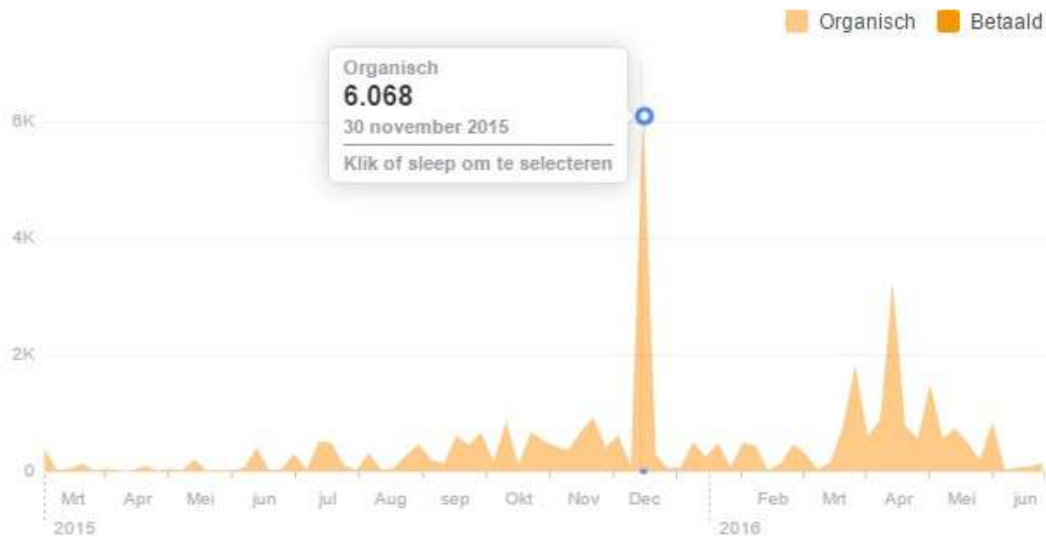 Organisch Betaald
Organisch
6.068
30 november 2015
Klik of sleep om te selecteren
6K
4K
2K
0
Mrt Apr Mei jun jul Aug sep Okt Nov Dec Feb Mrt Apr Mei jun
2015 2016